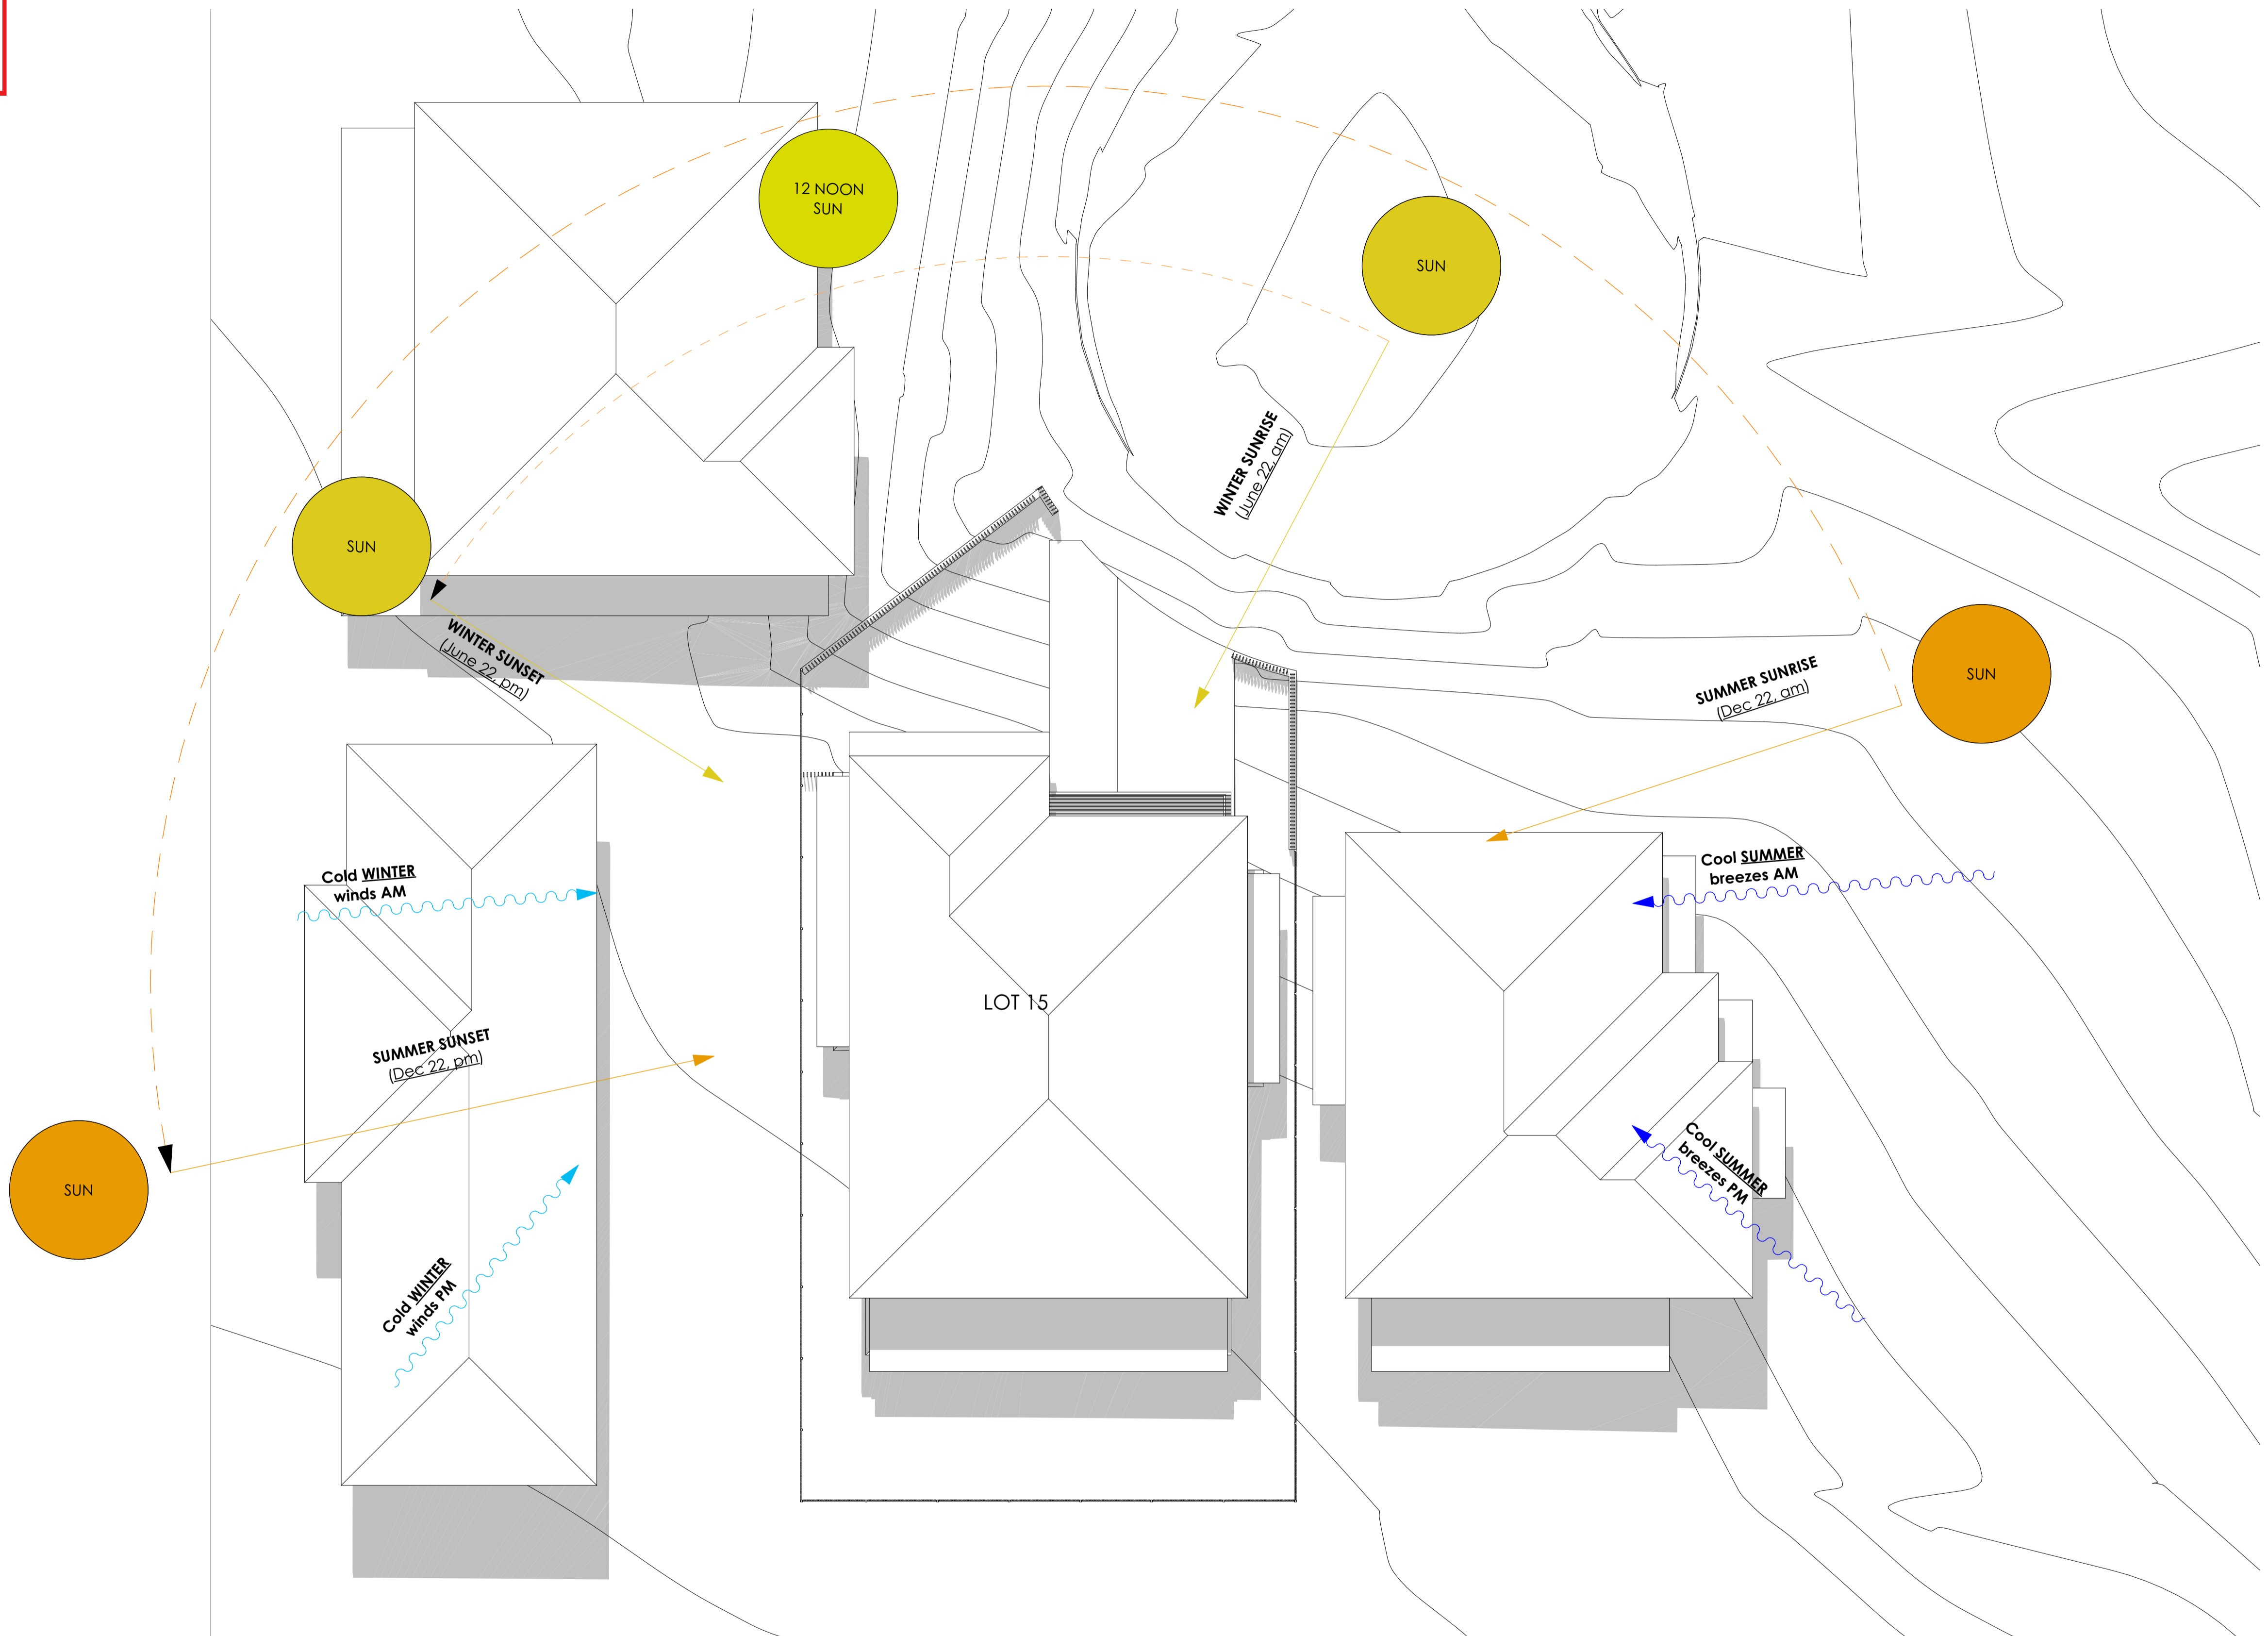 12 NOON
SUN
SUN
WINTER SUNRISE
(June 22, am)
SUN
WINTER SUNSET
(June 22, pm)
SUN
SUMMER SUNRISE
(Dec 22, am)
Cold WINTER
winds AM
Cool SUMMER
breezes AM
LOT 15
SUMMER SUNSET
(Dec 22, pm)
SUN
Cool SUMMER
breezes PM
Cold WINTER
winds PM